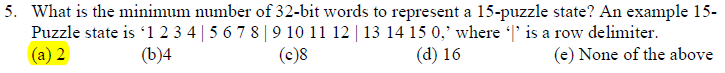 5. What is the minimum number of 32-bit words to represent a 15-puzzle state? An example 15-
Puzzle state is ‘1 2 3 4 | 5 6 7 8 | 9 10 11 12 | 13 14 15 0,’ where ‘|’ is a row delimiter.
(a) 2 (b)4 (c)8 (d) 16 (e) None of the above